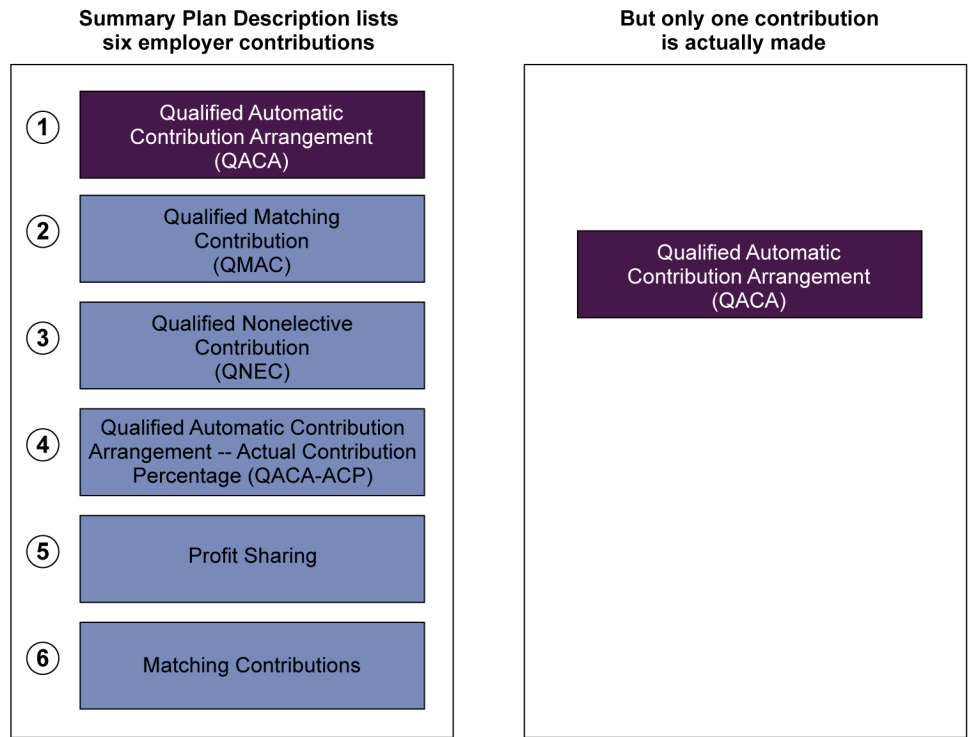 Summary Plan Description lists
six employer contributions
1
Qualified Automatic
Contribution Arrangement
(QACA)
2
Qualified Matching
Contribution
(QMAC)
3
Qualified Nonelective
Contribution
(QNEC)
4
Qualified Automatic Contribution
Arrangement -- Actual Contribution
Percentage (QACA-ACP)
5
Profit Sharing
6
Matching Contributions
But only one contribution
is actually made
Qualified Automatic
Contribution Arrangement
(QACA)